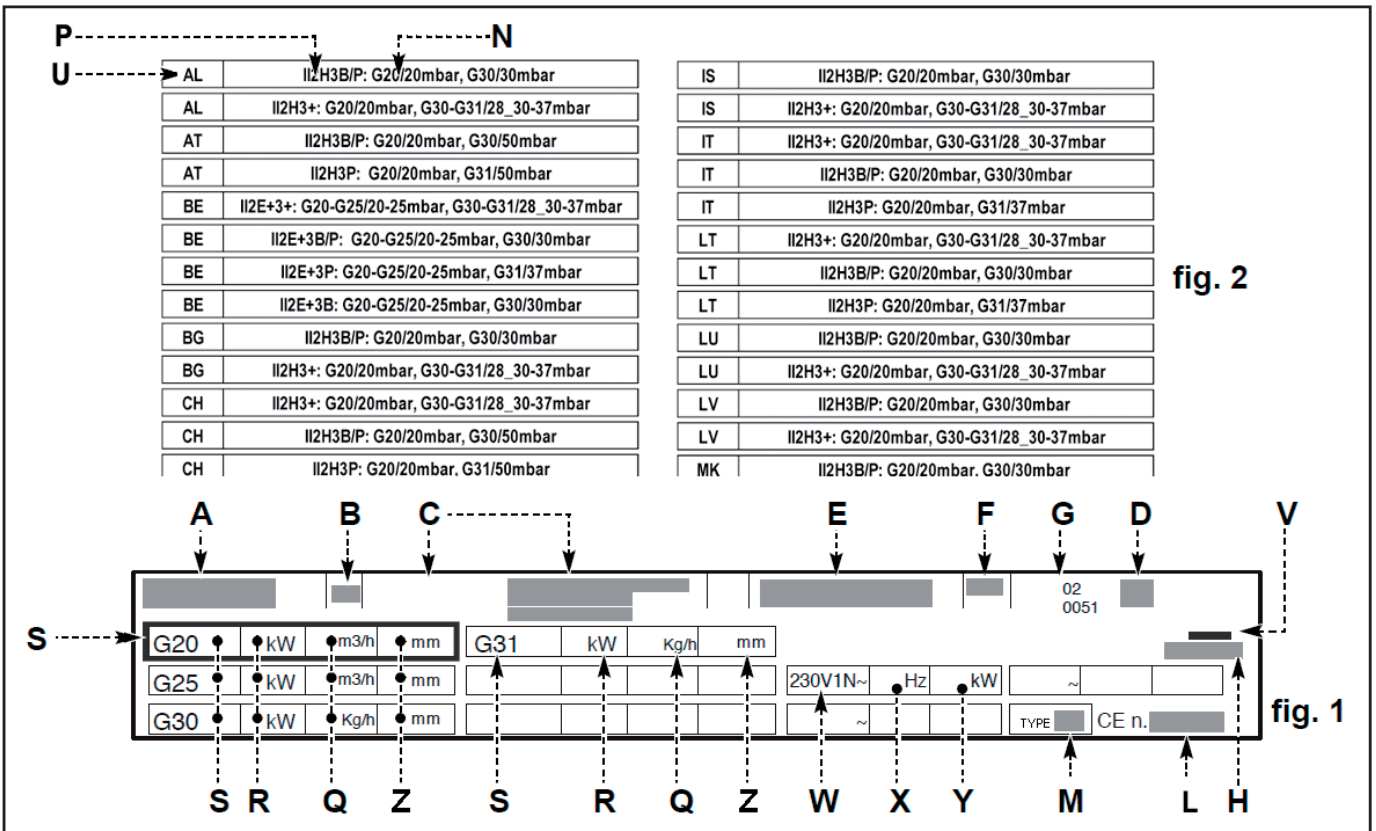 P N
U
AL II2H3B/P: G20/20mbar, G30/30mbar
AL II2H3+: G20/20mbar, G30-G31/28_30-37mbar
AT II2H3B/P: G20/20mbar, G30/50mbar
AT II2H3P: G20/20mbar, G31/50mbar
BE II2E+3+: G20-G25/20-25mbar, G30-G31/28_30-37mbar
BE II2E+3B/P: G20-G25/20-25mbar, G30/30mbar
BE II2E+3P: G20-G25/20-25mbar, G31/37mbar
BE II2E+3B: G20-G25/20-25mbar, G30/30mbar
BG II2H3B/P: G20/20mbar, G30/30mbar
BG II2H3+: G20/20mbar, G30-G31/28_30-37mbar
CH II2H3+: G20/20mbar, G30-G31/28_30-37mbar
CH II2H3B/P: G20/20mbar, G30/50mbar
CH II2H3P: G20/20mbar, G31/50mbar
IS II2H3B/P: G20/20mbar, G30/30mbar
IS II2H3+: G20/20mbar, G30-G31/28_30-37mbar
IT II2H3+: G20/20mbar, G30-G31/28_30-37mbar
IT II2H3B/P: G20/20mbar, G30/30mbar
IT II2H3P: G20/20mbar, G31/37mbar
LT II2H3+: G20/20mbar, G30-G31/28_30-37mbar
LT II2H3B/P: G20/20mbar, G30/30mbar
LT II2H3P: G20/20mbar, G31/37mbar
LU II2H3B/P: G20/20mbar, G30/30mbar
LU II2H3+: G20/20mbar, G30-G31/28_30-37mbar
LV II2H3B/P: G20/20mbar, G30/30mbar
LV II2H3+: G20/20mbar, G30-G31/28_30-37mbar
MK II2H3B/P: G20/20mbar, G30/30mbar
fig. 2
A B C E F G D V
02
0051
S
G20 kW m3/h mm G31 kW Kg/h mm
G25 kW m3/h mm 230V1N~ Hz kW ~
G30 kW Kg/h mm ~ TYPE CE n.
fig. 1
S R Q Z S R Q Z W X Y M L H